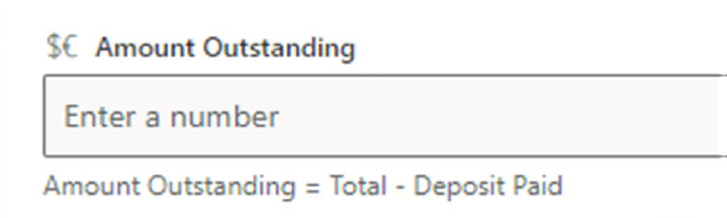 $€ Amount Outstanding
Enter a number
Amount Outstanding = Total - Deposit Paid